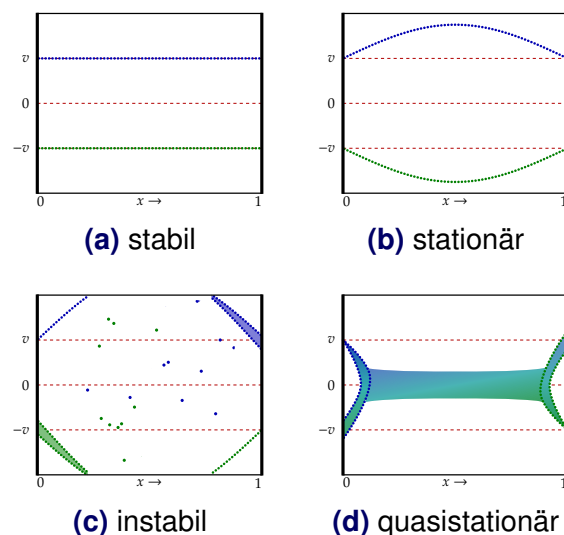 v v
0 0
−v −v
0 x → 1 0 x → 1
(a) stabil (b) stationär
v v
0 0
−v −v
0 x → 1 0 x → 1
(c) instabil (d) quasistationär